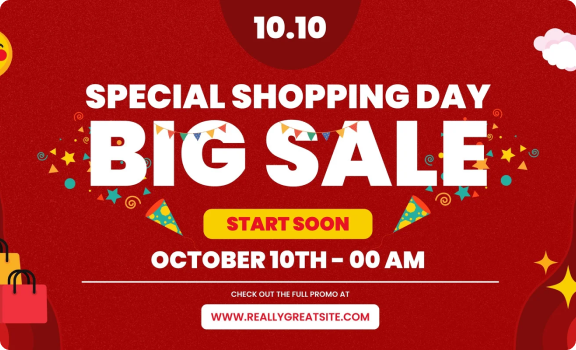 10.10
SPECIAL SHOPPING DAY
BIG SALE
START SOON
OCTOBER 10TH - 00 AM
CHECK OUT THE FULL PROMO AT
WWW.REALLYGREATSITE.COM